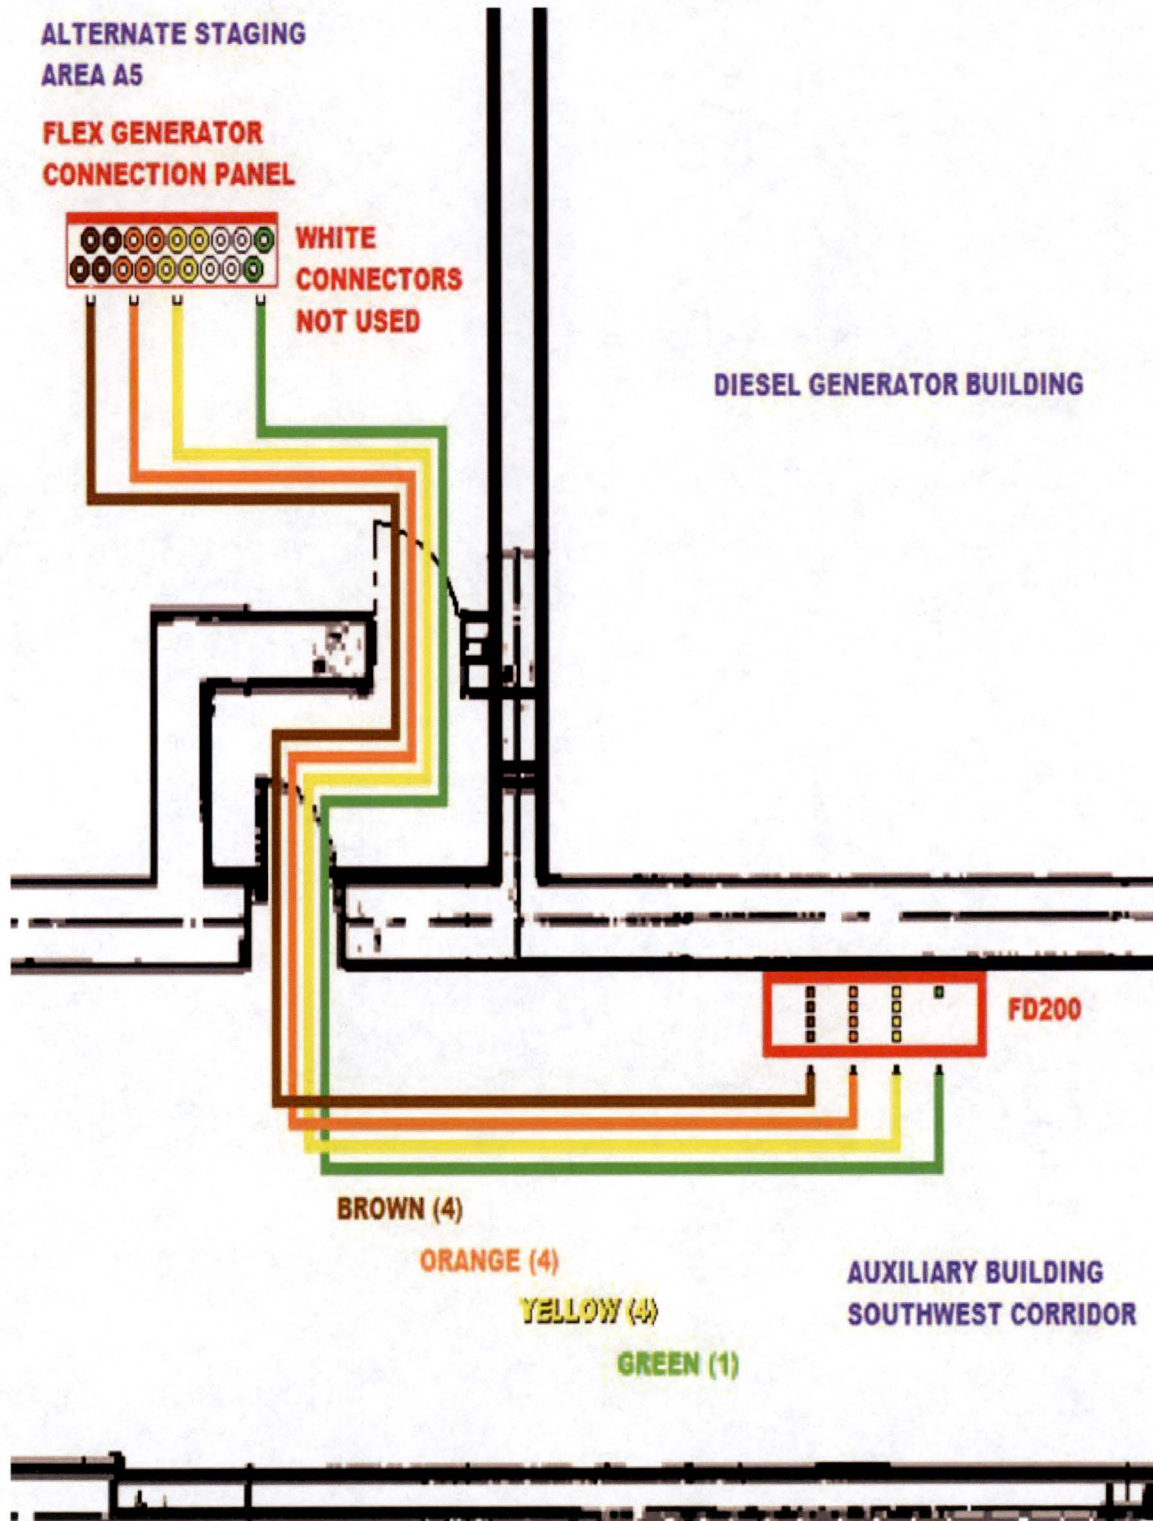 ALTERNATE STAGING
AREA A5
FLEX GENERATOR
CONNECTION PANEL
WHITE
CONNECTORS
NOT USED
DIESEL GENERATOR BUILDING
FD200
BROWN (4)
ORANGE (4)
YELLOW (4)
GREEN (1)
AUXILIARY BUILDING
SOUTHWEST CORRIDOR